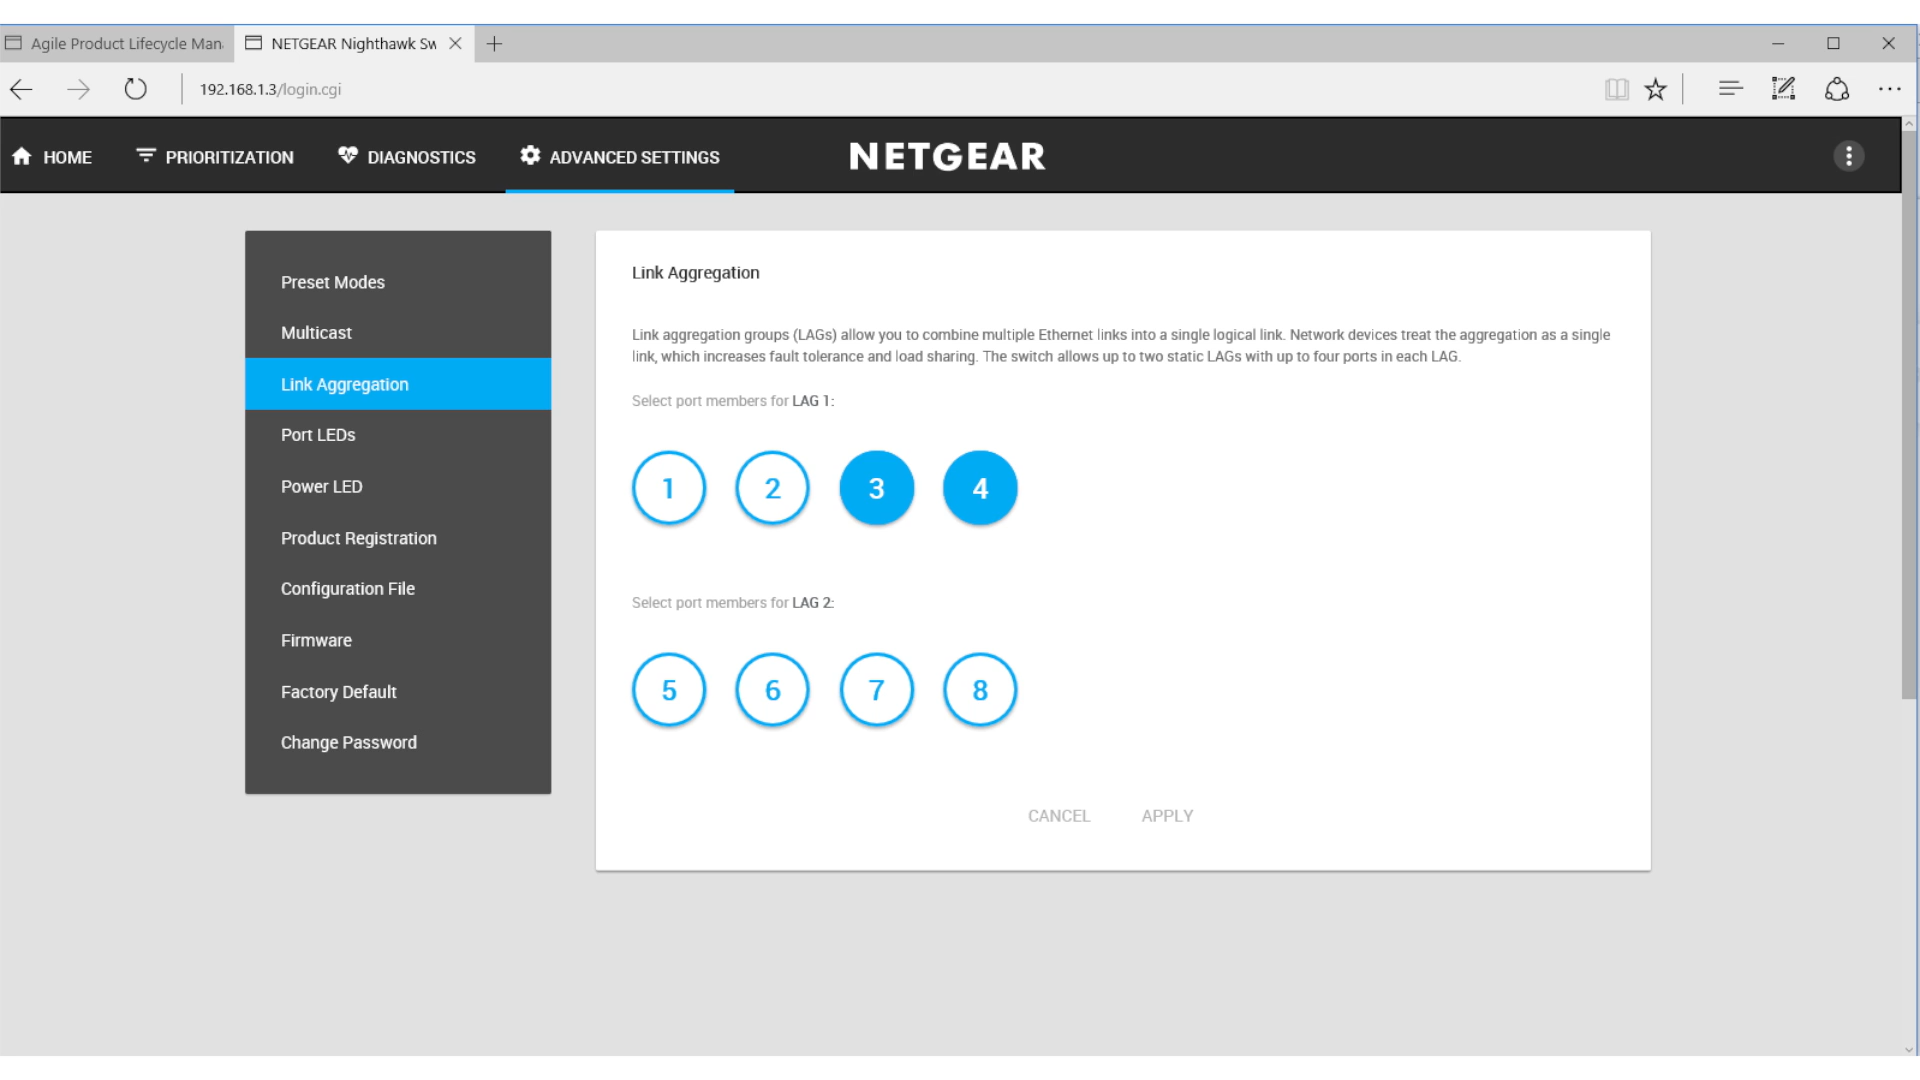 Agile Product Lifecycle Man
NETGEAR Nighthawk Sw
192.168.1.3/login.cgi
HOME
PRIORITIZATION
DIAGNOSTICS
ADVANCED SETTINGS
NETGEAR
Preset Modes
Multicast
Link Aggregation
Port LEDs
Power LED
Product Registration
Configuration File
Firmware
Factory Default
Change Password
Link Aggregation
Link aggregation groups (LAGs) allow you to combine multiple Ethernet links into a single logical link. Network devices treat the aggregation as a single
link, which increases fault tolerance and load sharing. The switch allows up to two static LAGs with up to four ports in each LAG.
Select port members for LAG 1:
1 2 3 4
Select port members for LAG 2:
5 6 7 8
CANCEL APPLY